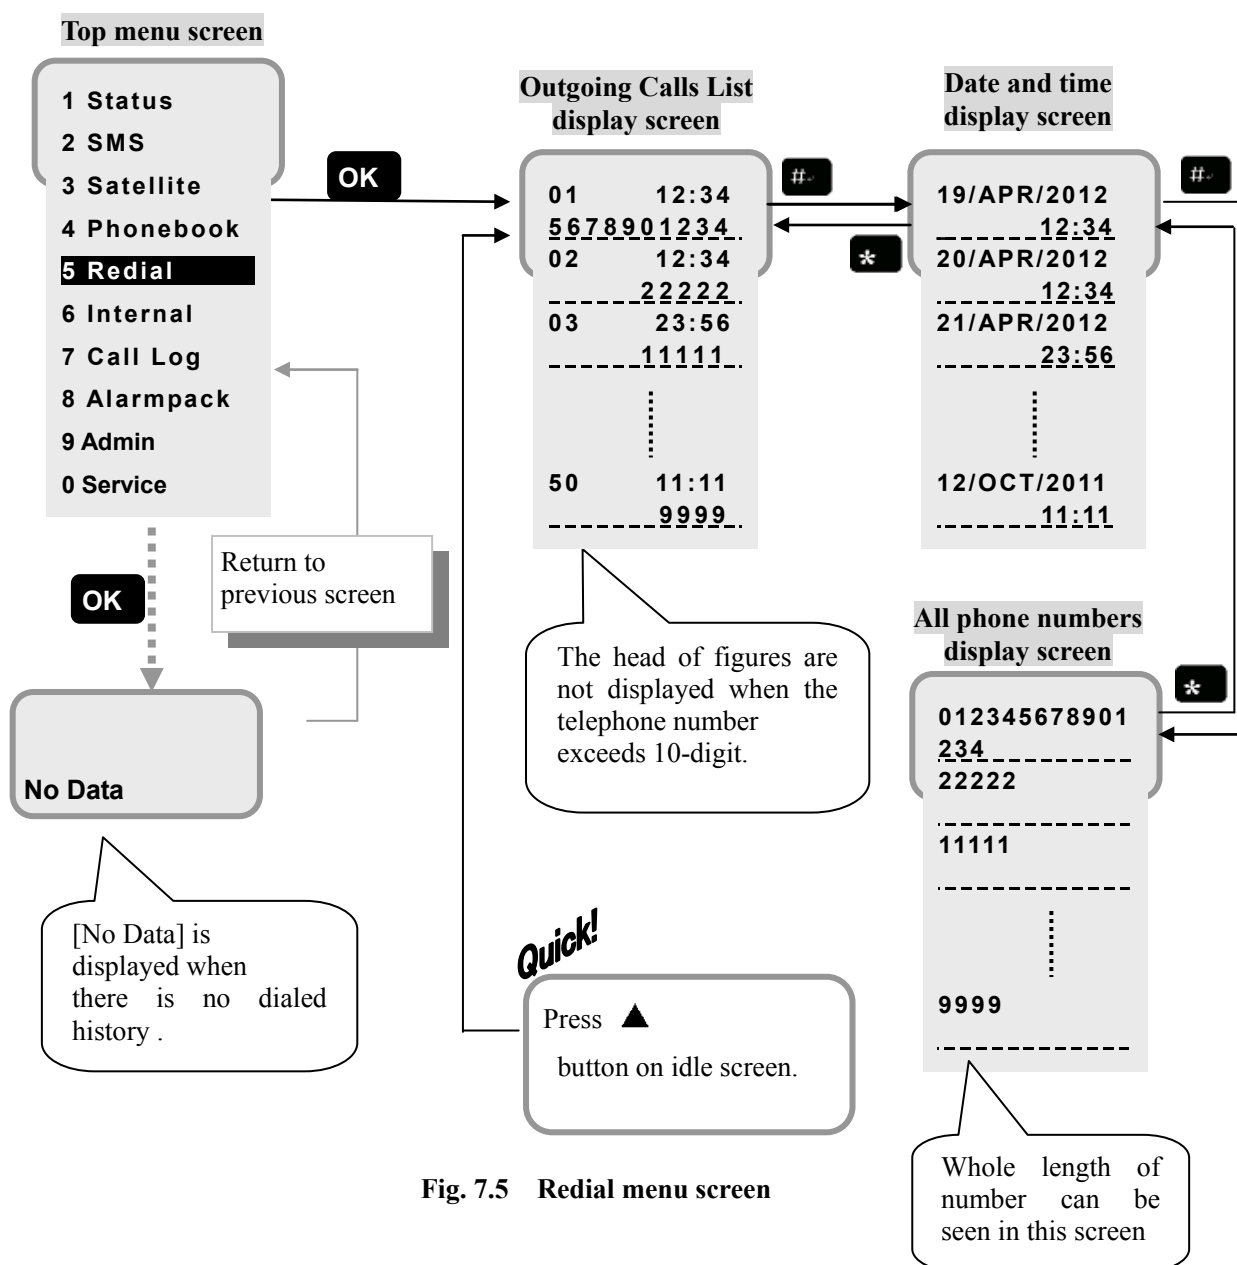 Top menu screen
1 Status
2 SMS
3 Satellite
4 Phonebook
5 Redial
6 Internal
7 Call Log
8 Alarmpack
9 Admin
0 Service
OK
OK
No Data
Return to
previous screen
[No Data] is
displayed when
there is no dialed
history .
Outgoing Calls List
display screen
01 12:34
5678901234
02 12:34
22222
03 23:56
11111
50 11:11
9999
The head of figures are
not displayed when the
telephone number
exceeds 10-digit.
Quick!
Press ▲
button on idle screen.
#
*
Date and time
display screen
19/APR/2012
12:34
20/APR/2012
12:34
21/APR/2012
23:56
12/OCT/2011
11:11
#
*
All phone numbers
display screen
012345678901
234
22222
11111
9999
Whole length of
number can be
seen in this screen
Fig. 7.5 Redial menu screen